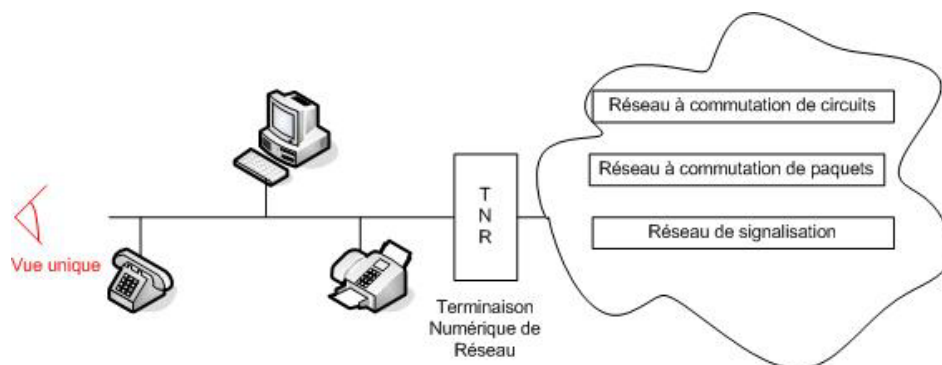 Vue unique
T
N
R
Terminaison
Numérique de
Réseau
Réseau à commutation de circuits
Réseau à commutation de paquets
Réseau de signalisation